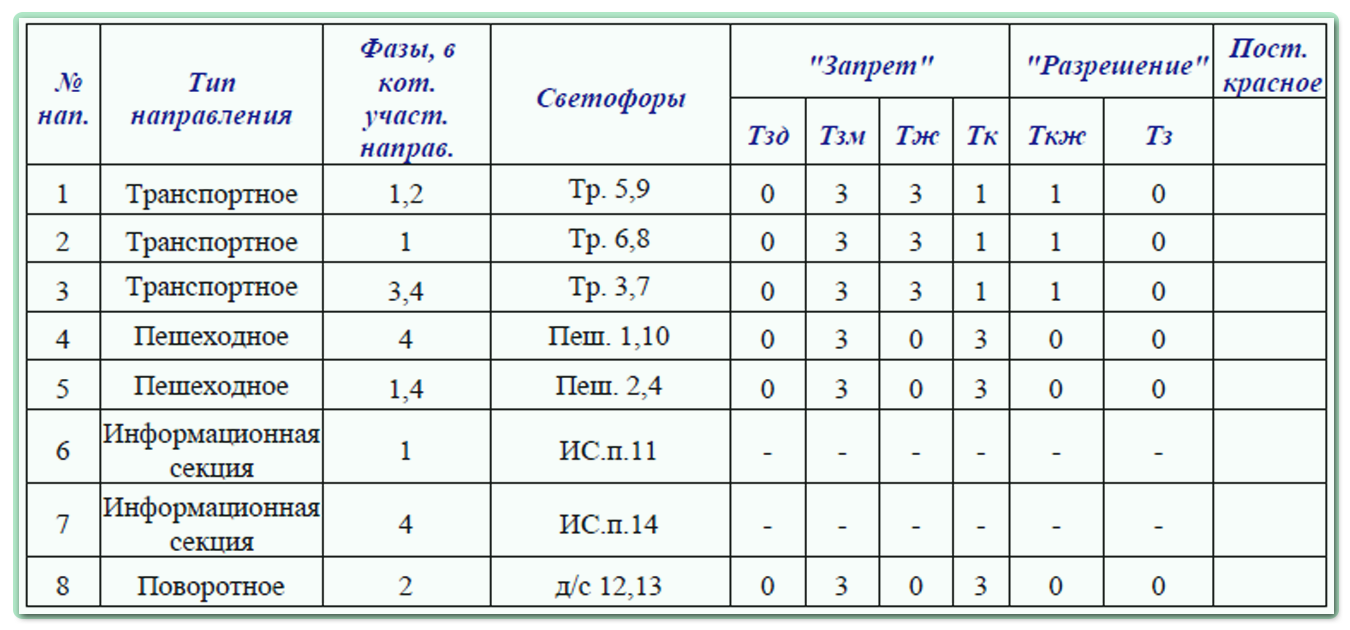 № нап. Тип направления Фазы, в кот. участ. направ. Светофоры "Запрет" "Разрешение" Пост. красное
Тзд Тзм Тж Тк Ткж Тз
1 Транспортное 1,2 Тр. 5,9 0 3 3 1 1 0
2 Транспортное 1 Тр. 6,8 0 3 3 1 1 0
3 Транспортное 3,4 Тр. 3,7 0 3 3 1 1 0
4 Пешеходное 4 Пеш. 1,10 0 3 0 3 0 0
5 Пешеходное 1,4 Пеш. 2,4 0 3 0 3 0 0
6 Информационная секция 1 ИС.п.11 - - - - - -
7 Информационная секция 4 ИС.п.14 - - - - - -
8 Поворотное 2 д/с 12,13 0 3 0 3 0 0